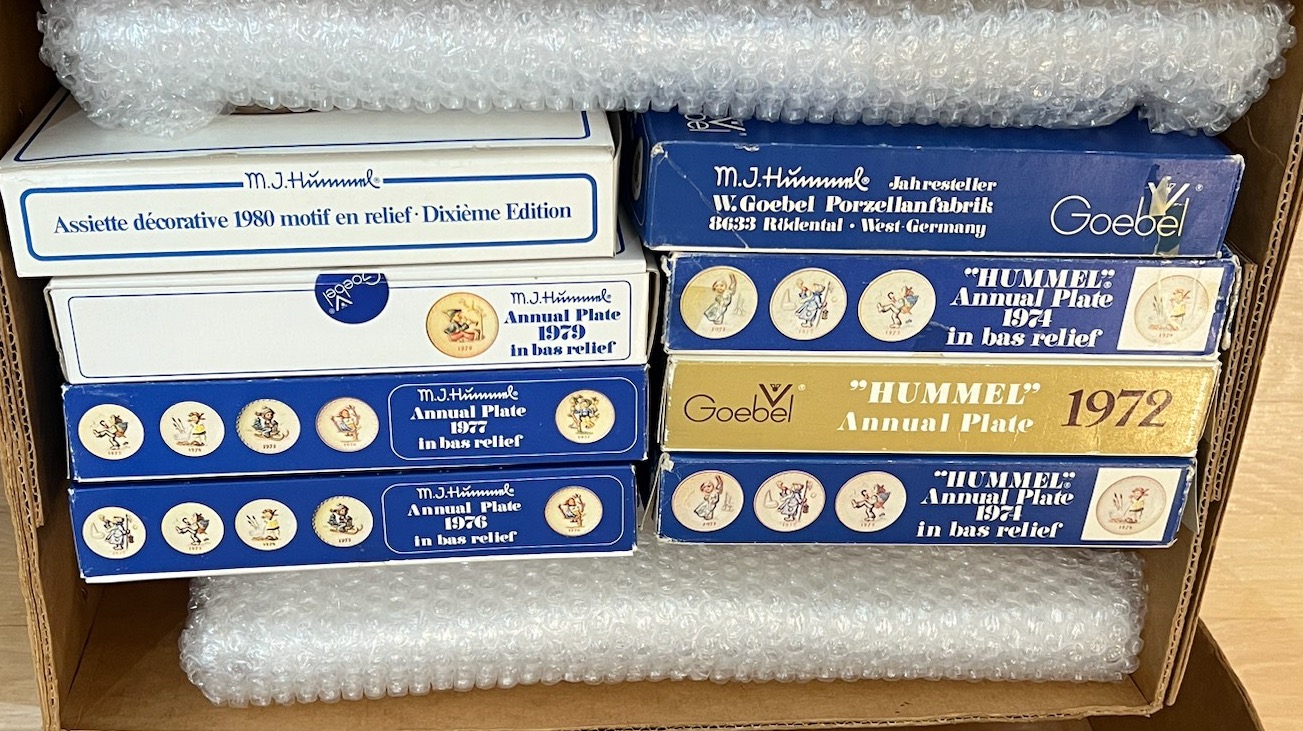 M.J.Hummel®
Assiette décorative 1980 motif en relief · Dixième Edition
Goebel
M.J.Hummel®
Annual Plate
1979
in bas relief
1979
M.J.Hummel®
Annual Plate
1977
in bas relief
M.J.Hummel®
Annual Plate
1976
in bas relief
M.J.Hummel® Jahresteller
W. Goebel Porzellanfabrik
8633 Rödental · West-Germany
Goebel®
"HUMMEL"®
Annual Plate
1974
in bas relief
1971
Goebel®
"HUMMEL"
Annual Plate
1972
"HUMMEL"®
Annual Plate
1974
in bas relief
1971